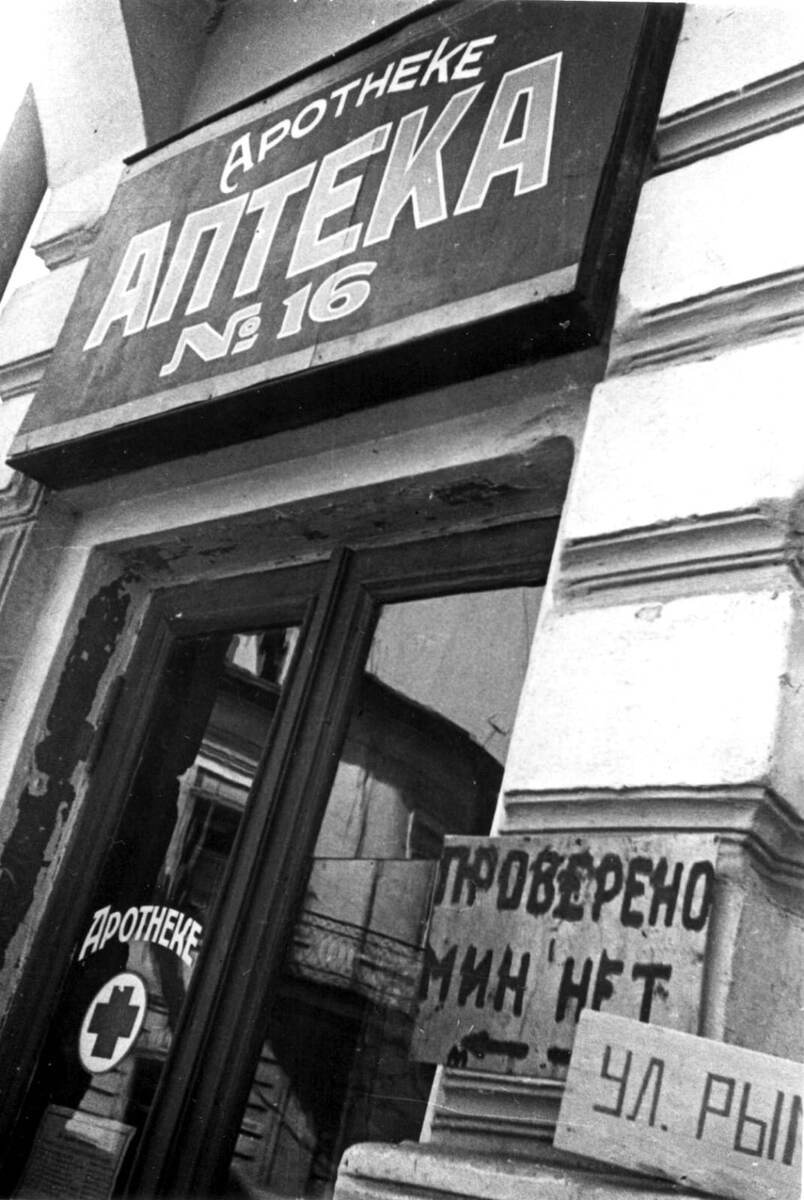 APOTHEKE
АПТЕКА
№ 16
APOTHEKE
ПРОВЕРЕНО
МИН НЕТ
УЛ. РЫ